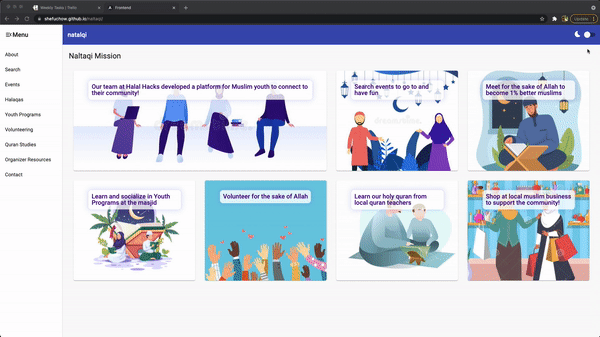 Weekly Tasks | Trello
Frontend
shefuchow.github.io/naltaqi/
Update
Menu
natalqi
About
Search
Events
Halaqas
Youth Programs
Volunteering
Quran Studies
Organizer Resources
Contact
Naltaqi Mission
Our team at Halal Hacks developed a platform for Muslim youth to connect to
their community!
Search events to go to and
have fun
Meet for the sake of Allah to
become 1% better muslims
Learn and socialize in Youth
Programs at the masjid
Volunteer for the sake of Allah
Learn our holy quran from
local quran teachers
Shop at local muslim business
to support the community!